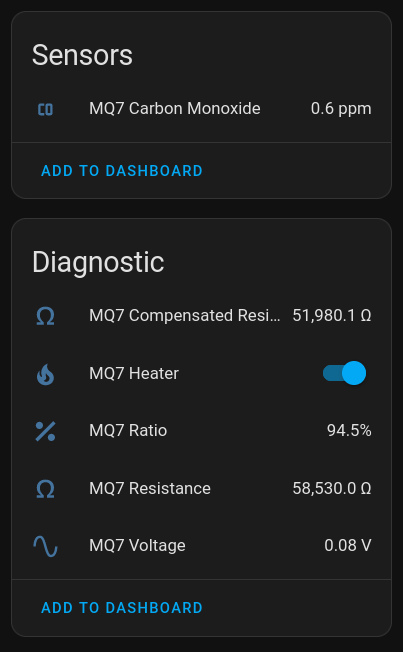 Sensors
CO
MQ7 Carbon Monoxide 0.6 ppm
ADD TO DASHBOARD
Diagnostic
Ω
MQ7 Compensated Resi... 51,980.1 Ω
MQ7 Heater
%
MQ7 Ratio 94.5%
Ω
MQ7 Resistance 58,530.0 Ω
MQ7 Voltage 0.08 V
ADD TO DASHBOARD